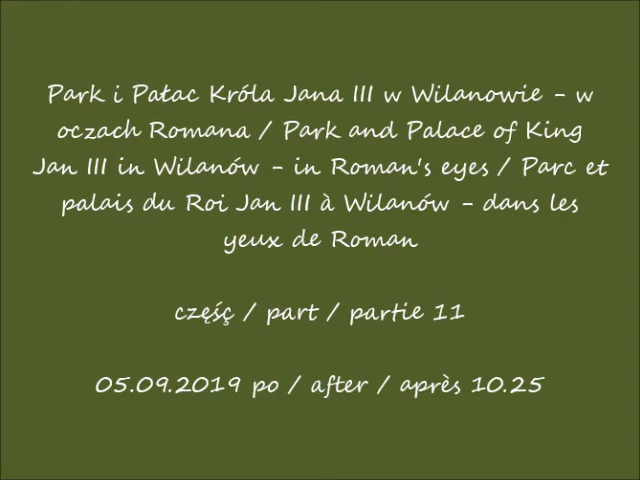 Park i Pałac Króla Jana III w Wilanowie - w
oczach Romana / Park and Palace of King
Jan III in Wilanów - in Roman's eyes / Parc et
palais du Roi Jan III à Wilanów - dans les
yeux de Roman
częśç / part / partie 11
05.09.2019 po / after / après 10.25